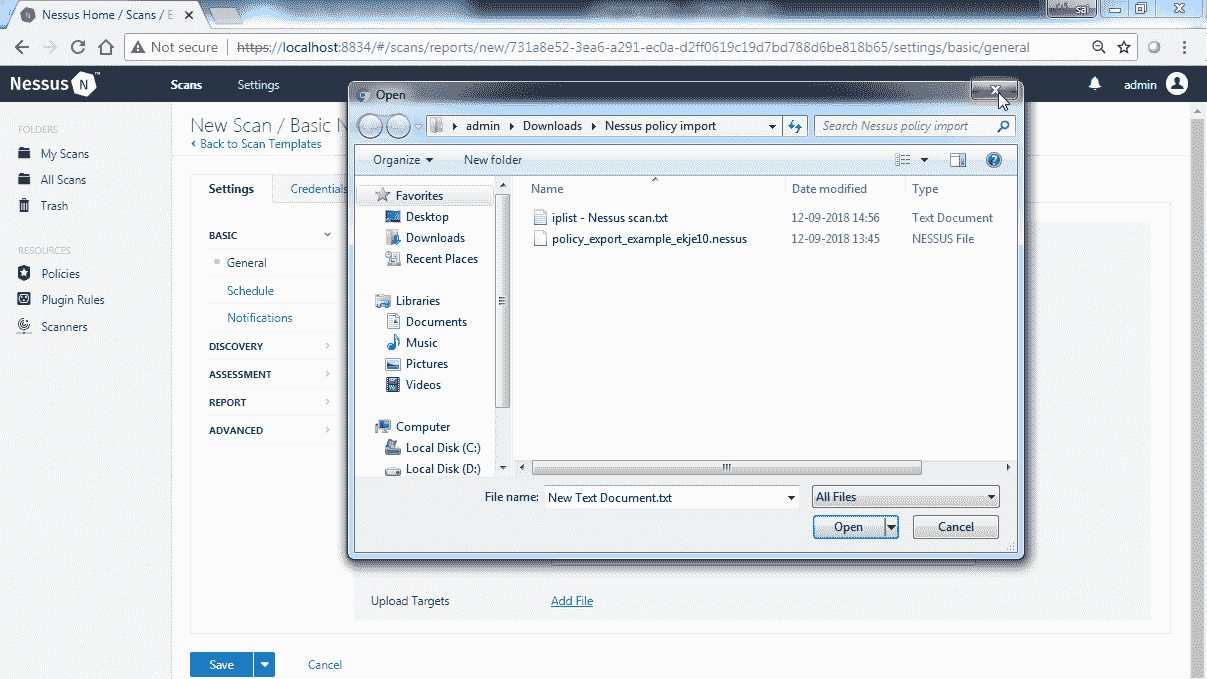 Nessus Home / Scans / E
sai
Not secure
https://localhost:8834/#/scans/reports/new/731a8e52-3ea6-a291-ec0a-d2ff0619c19d7bd788d6be818b65/settings/basic/general
Nessus N
Scans
Settings
admin
FOLDERS
My Scans
All Scans
Trash
RESOURCES
Policies
Plugin Rules
Scanners
New Scan / Basic N
Back to Scan Templates
Settings
Credentials
BASIC
General
Schedule
Notifications
DISCOVERY
ASSESSMENT
REPORT
ADVANCED
Open
admin
Downloads
Nessus policy import
Search Nessus policy import
Organize
New folder
Favorites
Desktop
Downloads
Recent Places
Libraries
Documents
Music
Pictures
Videos
Computer
Local Disk (C:)
Local Disk (D:)
Name Date modified Type
iplist - Nessus scan.txt 12-09-2018 14:56 Text Document
policy_export_example_ekje10.nessus 12-09-2018 13:45 NESSUS File
File name: New Text Document.txt
All Files
Open
Cancel
Upload Targets
Add File
Save
Cancel